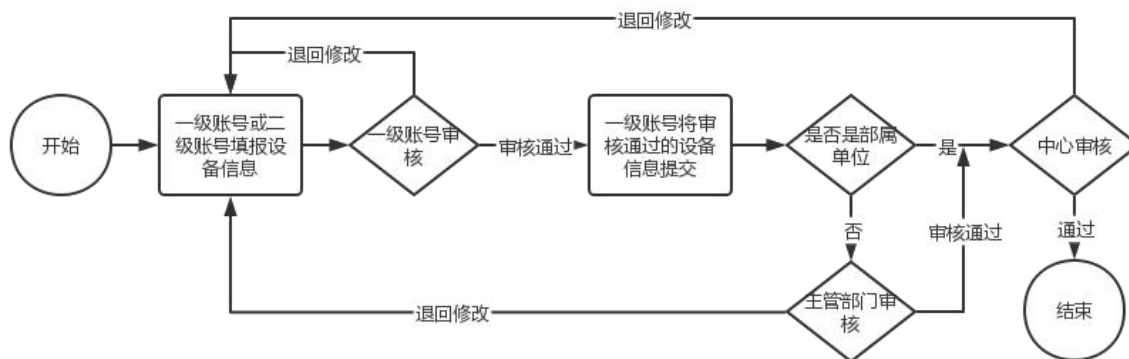 退回修改
退回修改
开始
一级账号或二
级账号填报设
备信息
一级账号审
核
审核通过
一级账号将审
核通过的设备
信息提交
是否是部属
单位
是
中心审核
否
审核通过
通过
退回修改
主管部门审
核
结束